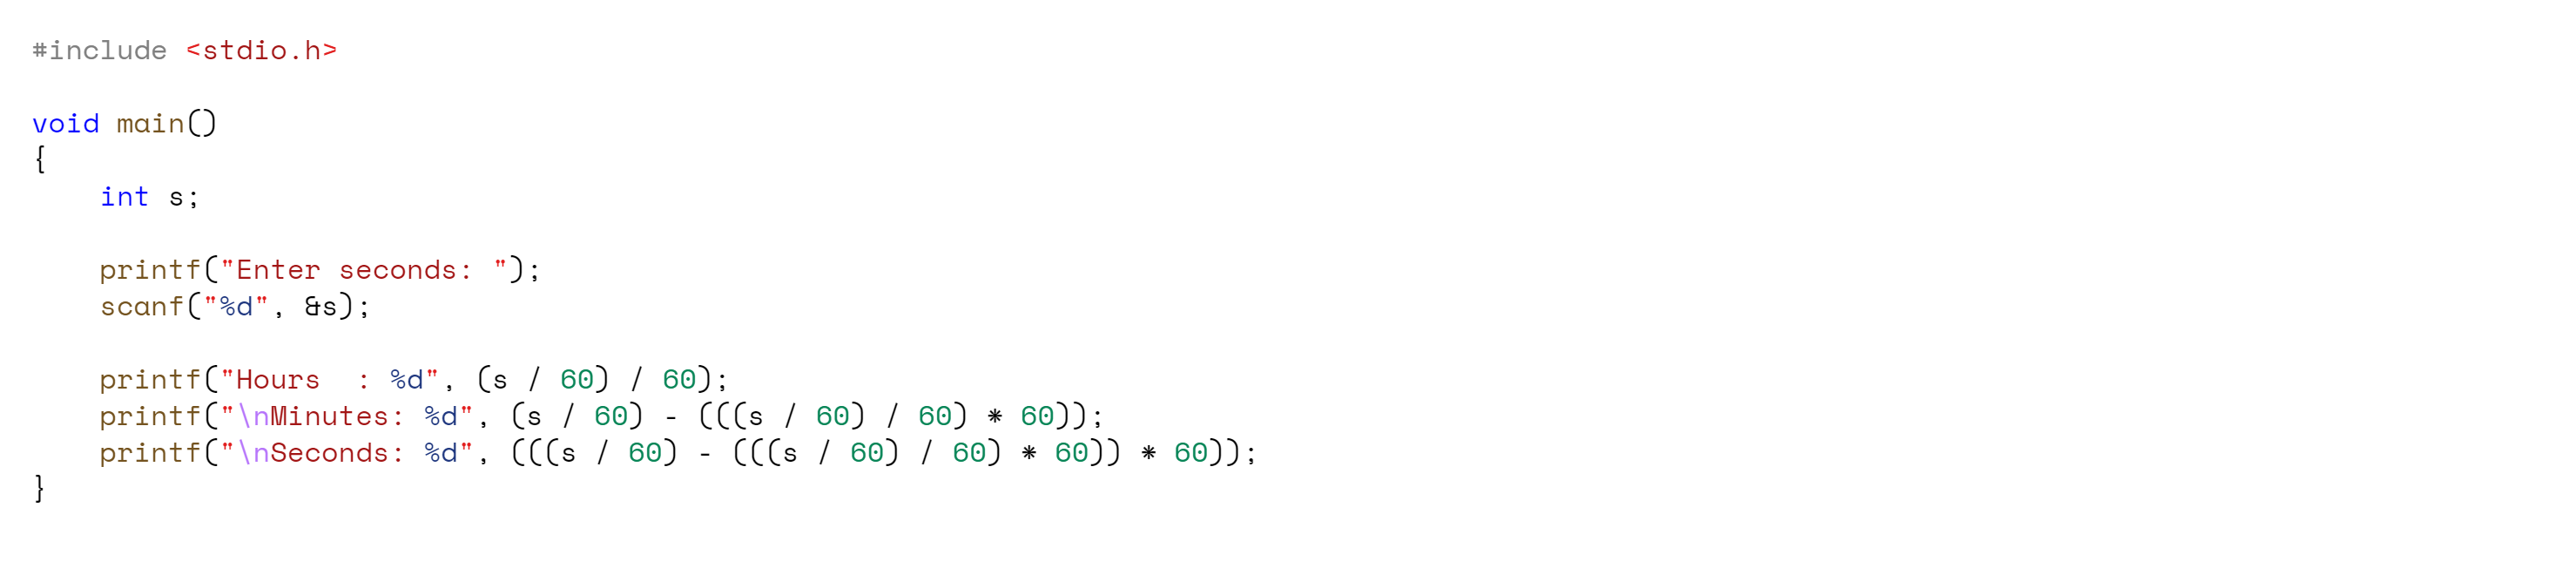 #include <stdio.h>
void main()
{
    int s;
    printf("Enter seconds: ");
    scanf("%d", &s);
    printf("Hours  : %d", (s / 60) / 60);
    printf("\nMinutes: %d", (s / 60) - (((s / 60) / 60) * 60));
    printf("\nSeconds: %d", (((s / 60) - (((s / 60) / 60) * 60)) * 60));
}